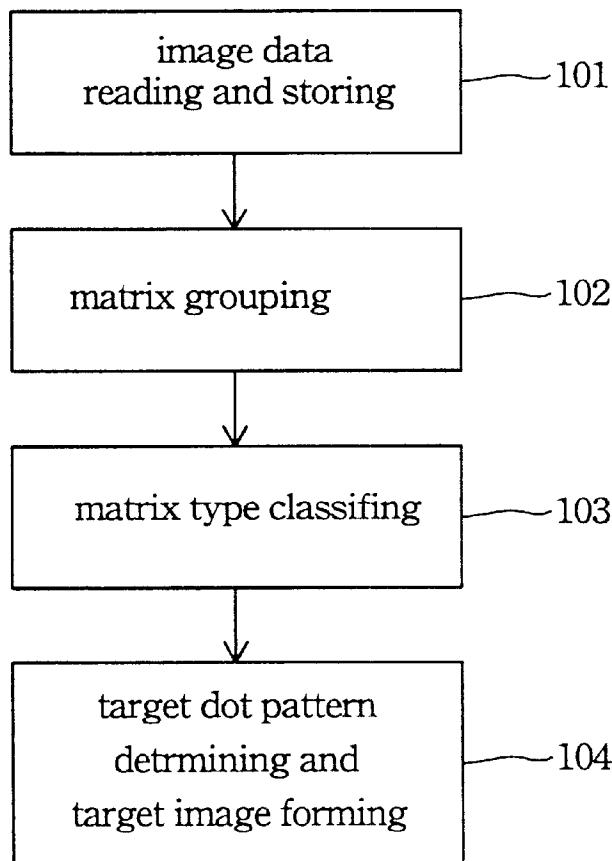 image data
reading and storing
101
matrix grouping
102
matrix type classifing
103
target dot pattern
detrmining and
target image forming
104